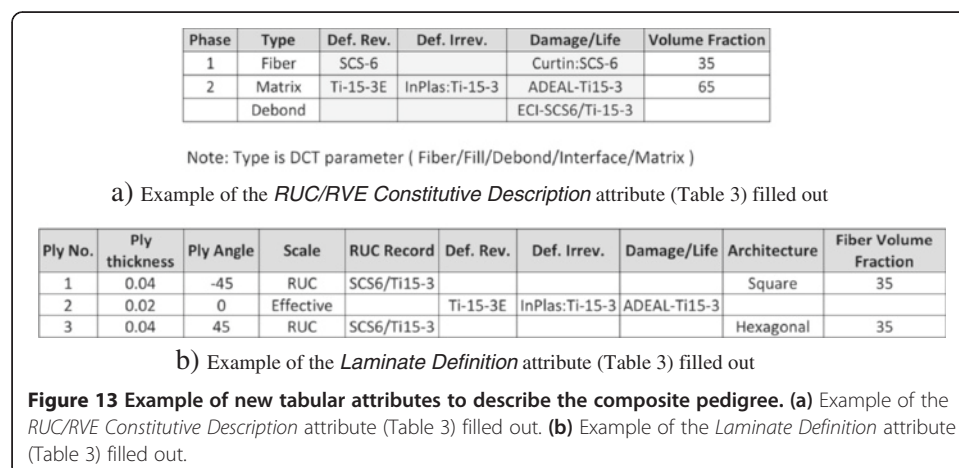 Phase Type Def. Rev. Def. Irrev. Damage/Life Volume Fraction
1 Fiber SCS-6 Curtin:SCS-6 35
2 Matrix Ti-15-3E InPlas:Ti-15-3 ADEAL-Ti15-3 65
Debond ECI-SCS6/Ti-15-3
Note: Type is DCT parameter ( Fiber/Fill/Debond/Interface/Matrix )
a) Example of the RUC/RVE Constitutive Description attribute (Table 3) filled out
Ply No. Ply thickness Ply Angle Scale RUC Record Def. Rev. Def. Irrev. Damage/Life Architecture Fiber Volume Fraction
1 0.04 -45 RUC SCS6/Ti15-3 Square 35
2 0.02 0 Effective Ti-15-3E InPlas:Ti-15-3 ADEAL-Ti15-3
3 0.04 45 RUC SCS6/Ti15-3 Hexagonal 35
b) Example of the Laminate Definition attribute (Table 3) filled out
Figure 13 Example of new tabular attributes to describe the composite pedigree. (a) Example of the
RUC/RVE Constitutive Description attribute (Table 3) filled out. (b) Example of the Laminate Definition attribute
(Table 3) filled out.